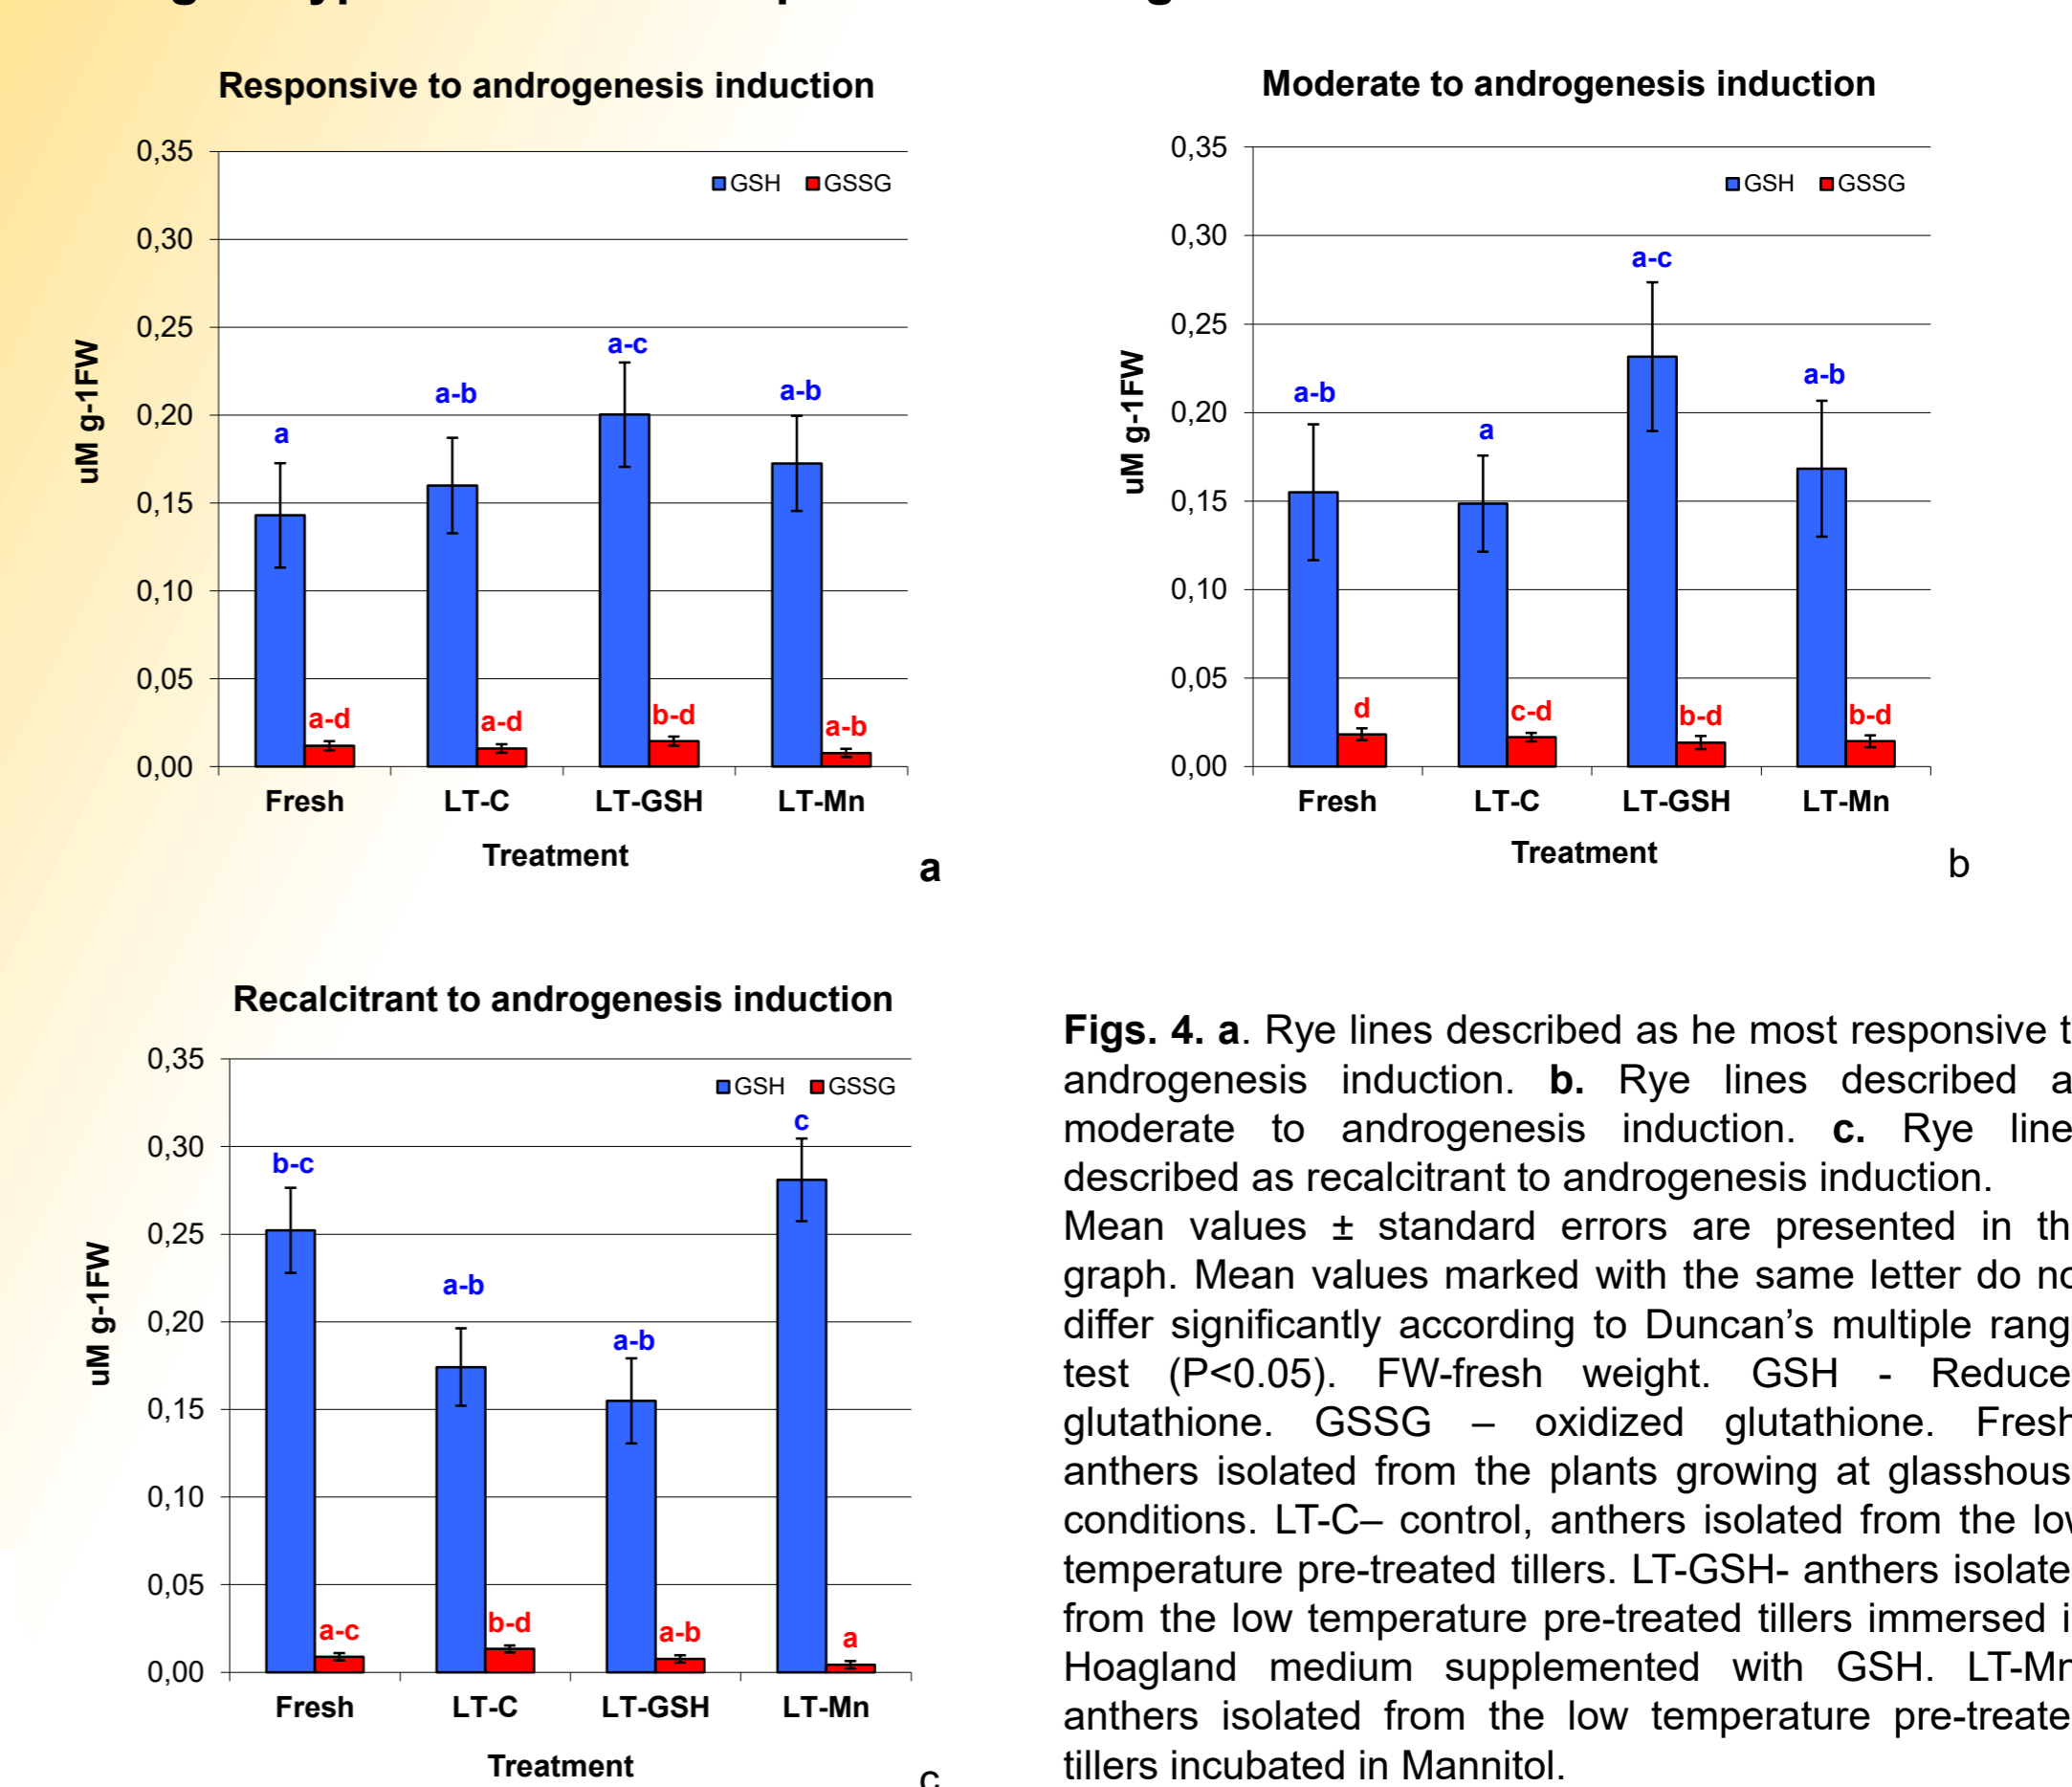 Responsive to androgenesis induction
0,35
0,30
0,25
0,20
0,15
0,10
0,05
0,00
uM g-1FW
GSH GSSG
a
a-b
a-c
a-b
a-d
a-d
b-d
a-b
Fresh LT-C LT-GSH LT-Mn
Treatment
a
Moderate to androgenesis induction
0,35
0,30
0,25
0,20
0,15
0,10
0,05
0,00
uM g-1FW
GSH GSSG
a-b
a
a-c
a-b
d
c-d
b-d
b-d
Fresh LT-C LT-GSH LT-Mn
Treatment
b
Recalcitrant to androgenesis induction
0,35
0,30
0,25
0,20
0,15
0,10
0,05
0,00
uM g-1FW
GSH GSSG
b-c
a-b
a-b
c
a-c
b-d
a-b
a
Fresh LT-C LT-GSH LT-Mn
Treatment
c
Figs. 4. a. Rye lines described as he most responsive t
androgenesis induction. b. Rye lines described a
moderate to androgenesis induction. c. Rye line
described as recalcitrant to androgenesis induction.
Mean values ± standard errors are presented in th
graph. Mean values marked with the same letter do no
differ significantly according to Duncan’s multiple rang
test (P<0.05). FW-fresh weight. GSH - Reduce
glutathione. GSSG – oxidized glutathione. Fresh
anthers isolated from the plants growing at glasshous
conditions. LT-C– control, anthers isolated from the low
temperature pre-treated tillers. LT-GSH- anthers isolate
from the low temperature pre-treated tillers immersed i
Hoagland medium supplemented with GSH. LT-Mn
anthers isolated from the low temperature pre-treate
tillers incubated in Mannitol.